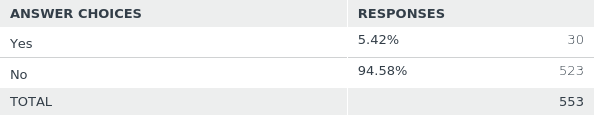 ANSWER CHOICES RESPONSES
Yes 5.42% 30
No 94.58% 523
TOTAL 553